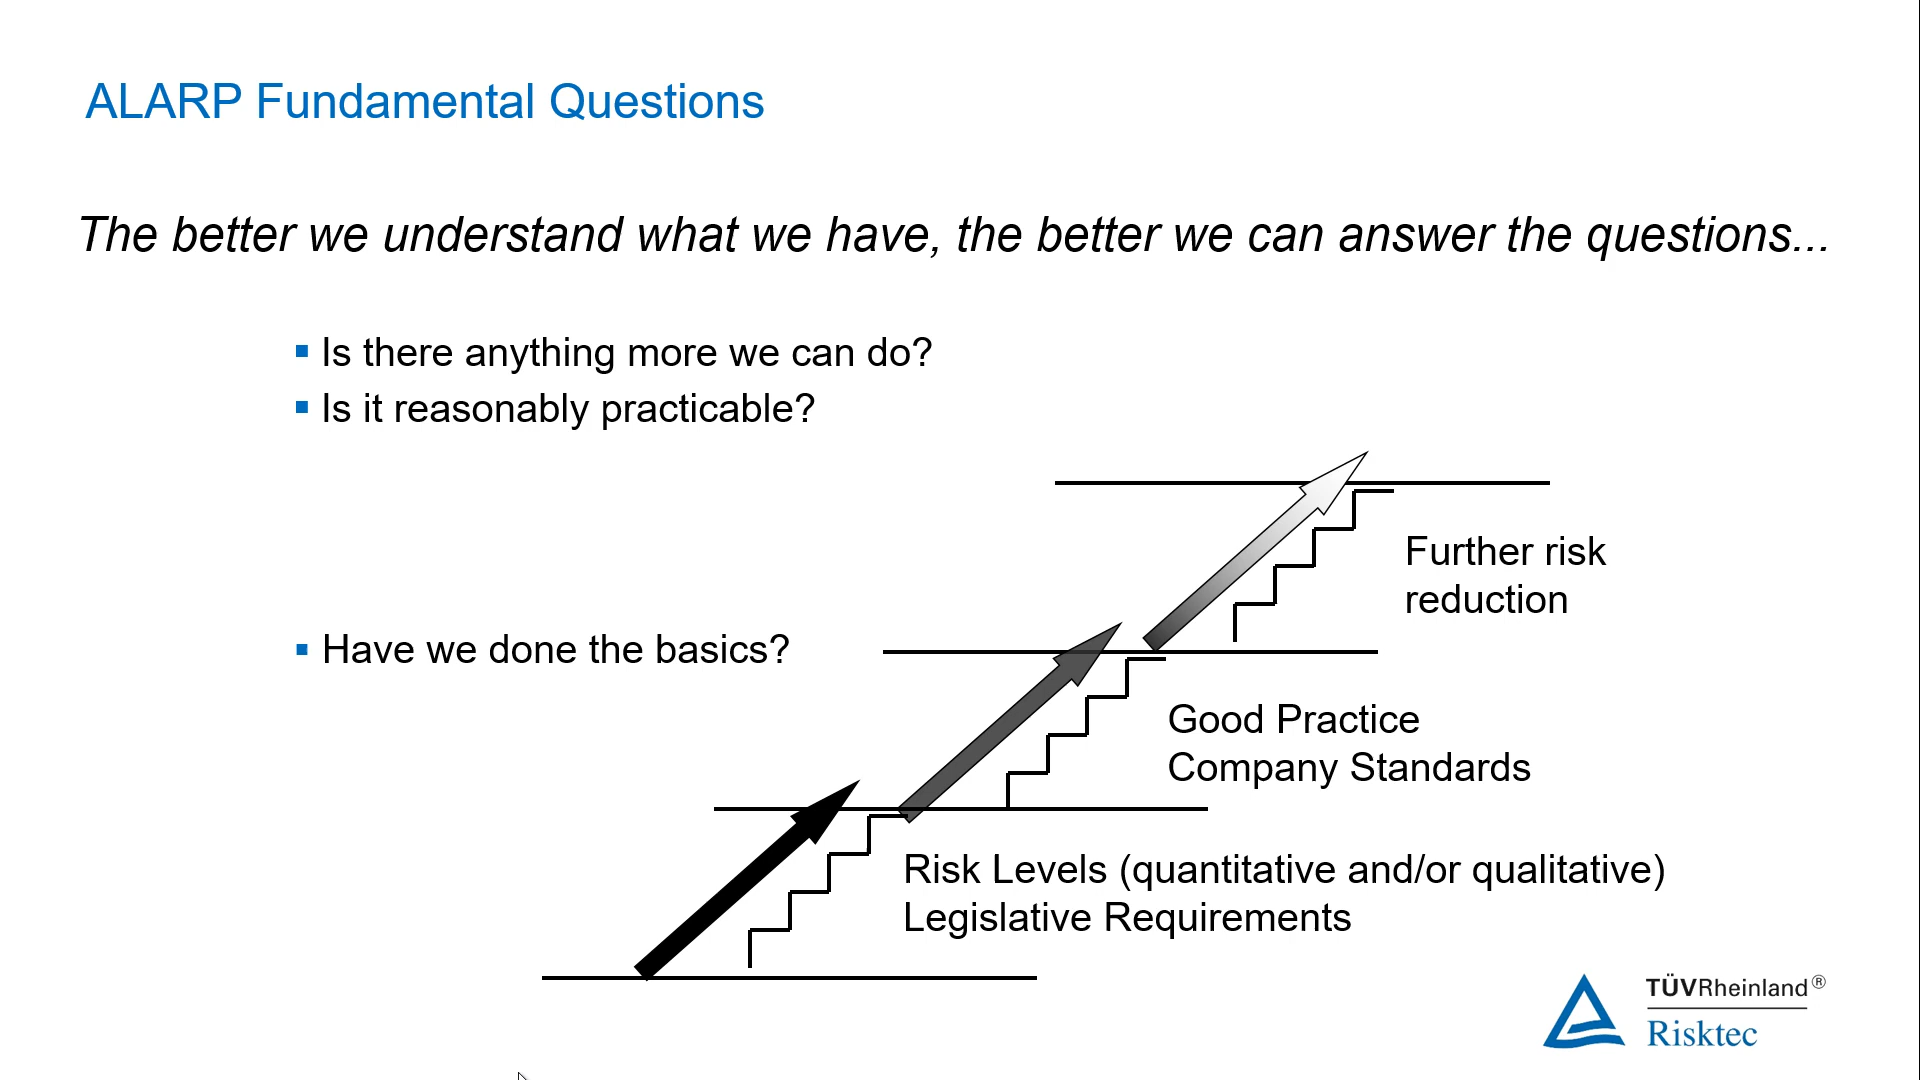 ALARP Fundamental Questions
The better we understand what we have, the better we can answer the questions...
▪ Is there anything more we can do?
▪ Is it reasonably practicable?
Further risk
reduction
▪ Have we done the basics?
Good Practice
Company Standards
Risk Levels (quantitative and/or qualitative)
Legislative Requirements
TÜVRheinland®
Risktec